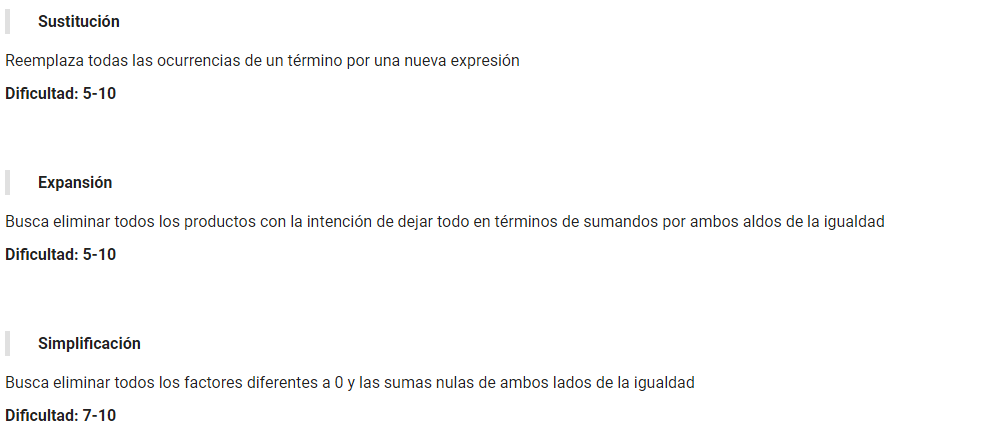 Sustitución
Reemplaza todas las ocurrencias de un término por una nueva expresión
Dificultad: 5-10
Expansión
Busca eliminar todos los productos con la intención de dejar todo en términos de sumandos por ambos aldos de la igualdad
Dificultad: 5-10
Simplificación
Busca eliminar todos los factores diferentes a 0 y las sumas nulas de ambos lados de la igualdad
Dificultad: 7-10